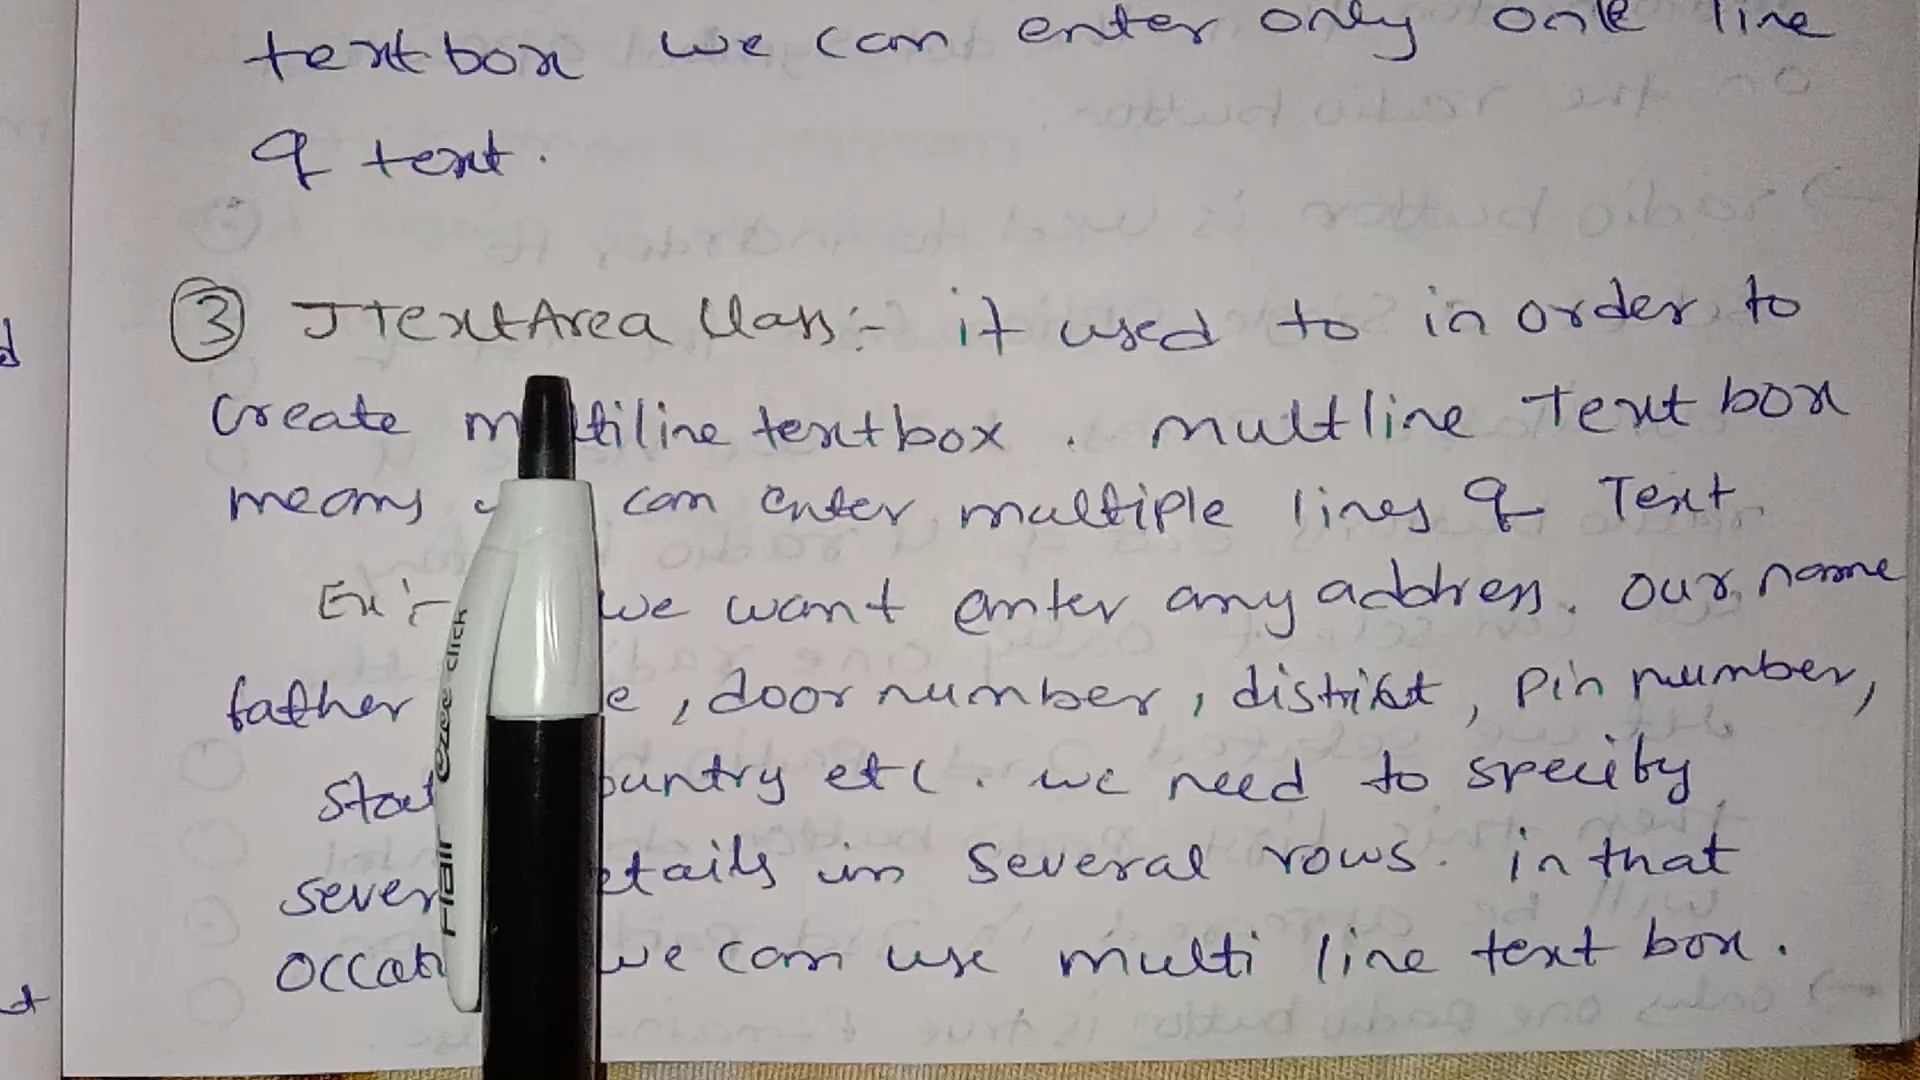 textbox we can enter only one line
of text.
③ JTextArea Class:- it used to in order to
Create multiline textbox. multline Text box
means can enter multiple lines of Text.
Ex:- we want enter any address. our name
father , door number, district, pin number,
country etc. we need to specify
details in several rows. in that
we can use multi line text box.
Flair Ezee click